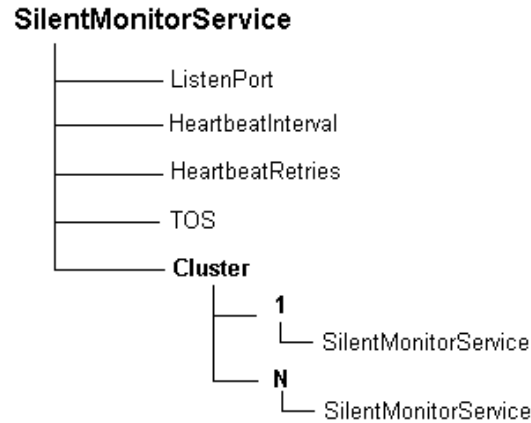 SilentMonitorService
ListenPort
HeartbeatInterval
HeartbeatRetries
TOS
Cluster
1
SilentMonitorService
N
SilentMonitorService